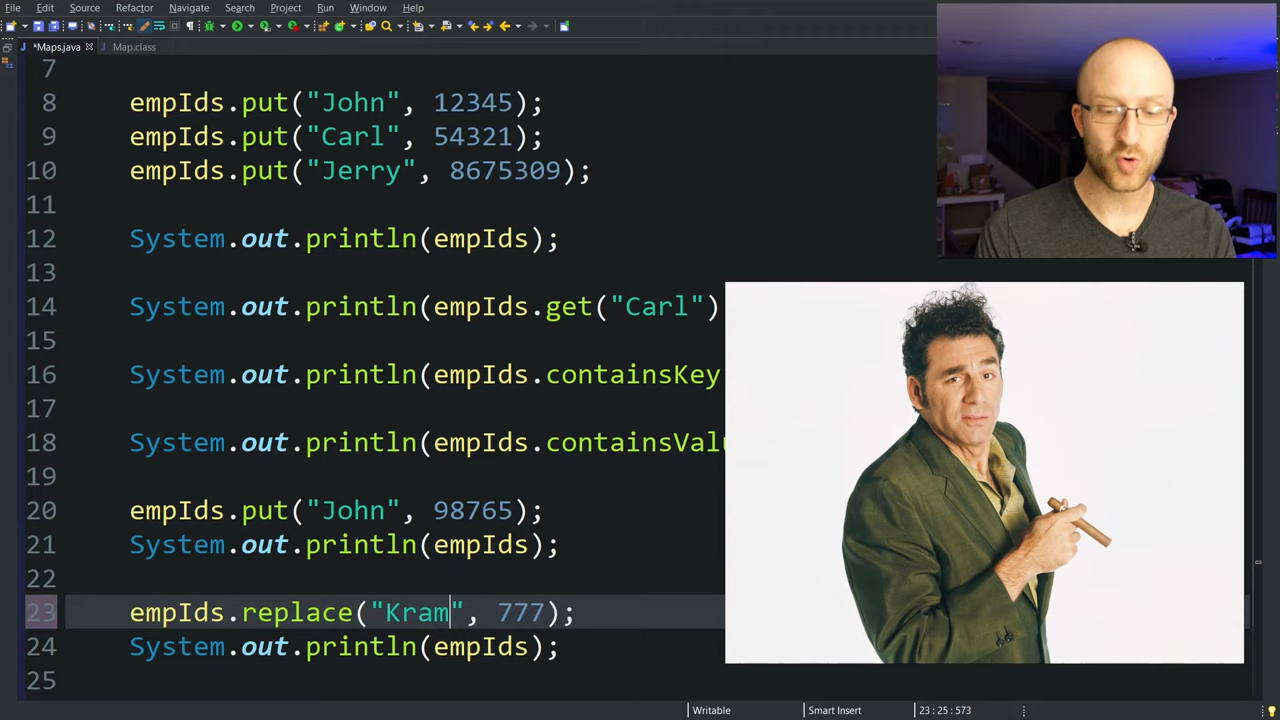 File Edit Source Refactor Navigate Search Project Run Window Help
*Maps.java Map.class
7
8 empIds.put("John", 12345);
9 empIds.put("Carl", 54321);
10 empIds.put("Jerry", 8675309);
11
12 System.out.println(empIds);
13
14 System.out.println(empIds.get("Carl")
15
16 System.out.println(empIds.containsKey
17
18 System.out.println(empIds.containsValu
19
20 empIds.put("John", 98765);
21 System.out.println(empIds);
22
23 empIds.replace("Kram", 777);
24 System.out.println(empIds);
25
Writable Smart Insert 23 : 25 : 573